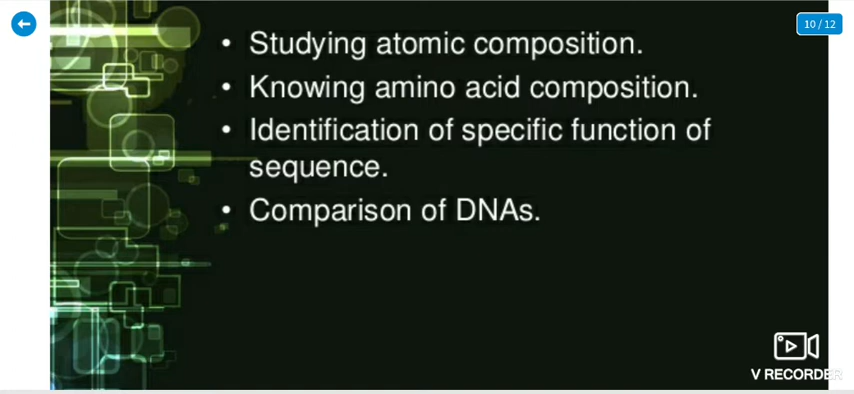 10 / 12
• Studying atomic composition.
• Knowing amino acid composition.
• Identification of specific function of
sequence.
• Comparison of DNAs.
V RECORDER